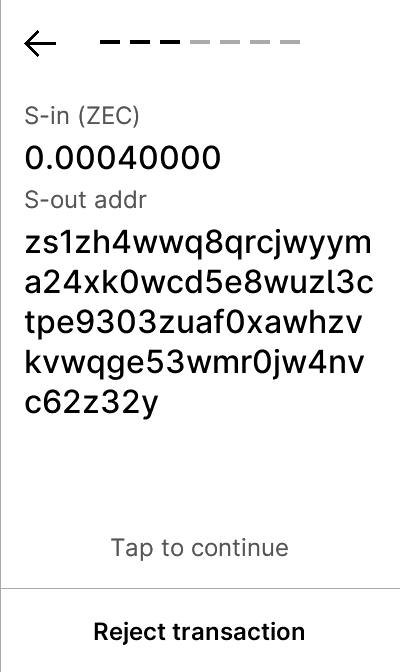 S-in (ZEC)
0.00040000
S-out addr
zs1zh4wwq8qrcjwyym
a24xk0wcd5e8wuzl3c
tpe9303zuaf0xawhzv
kvwqge53wmr0jw4nv
c62z32y
Tap to continue
Reject transaction